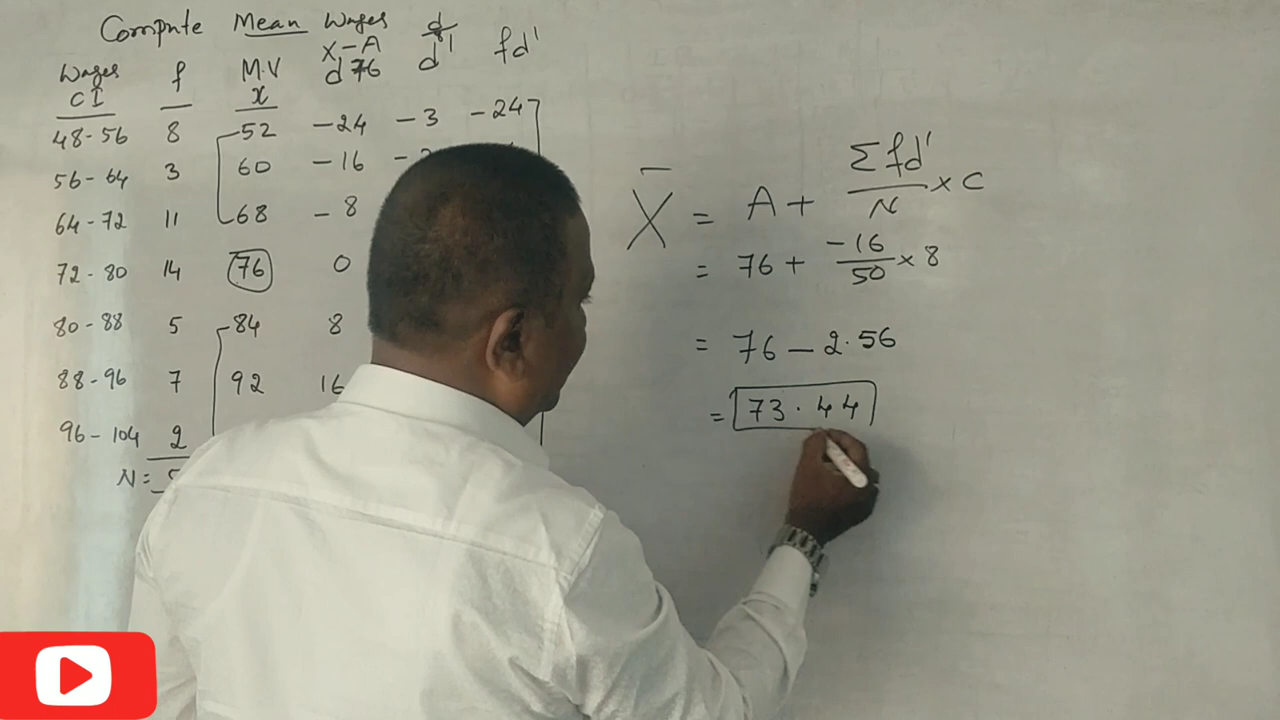 Compute Mean Wages
Wages f M.V X-A d d' fd'
CI x d 76
48-56 8 52 -24 -3 -24
56-64 3 60 -16
64-72 11 68 -8
72-80 14 76 0
80-88 5 84 8
88-96 7 92 16
96-104 2
N=
X̄ = A + Σfd' / N × C
= 76 + -16 / 50 × 8
= 76 - 2.56
= 73.44